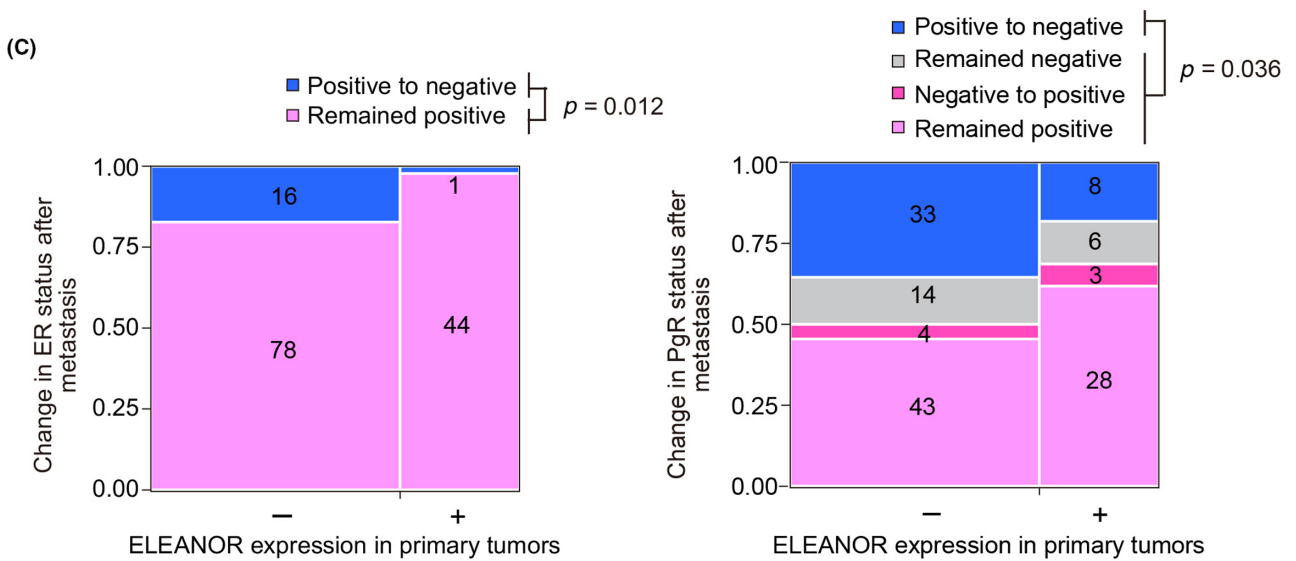 (C)
Positive to negative
Remained positive
p = 0.012
1.00
0.75
0.50
0.25
0.00
Change in ER status after
metastasis
16
1
78
44
−
+
ELEANOR expression in primary tumors
Positive to negative
Remained negative
Negative to positive
Remained positive
p = 0.036
1.00
0.75
0.50
0.25
0.00
Change in PgR status after
metastasis
33
8
14
6
4
3
43
28
−
+
ELEANOR expression in primary tumors